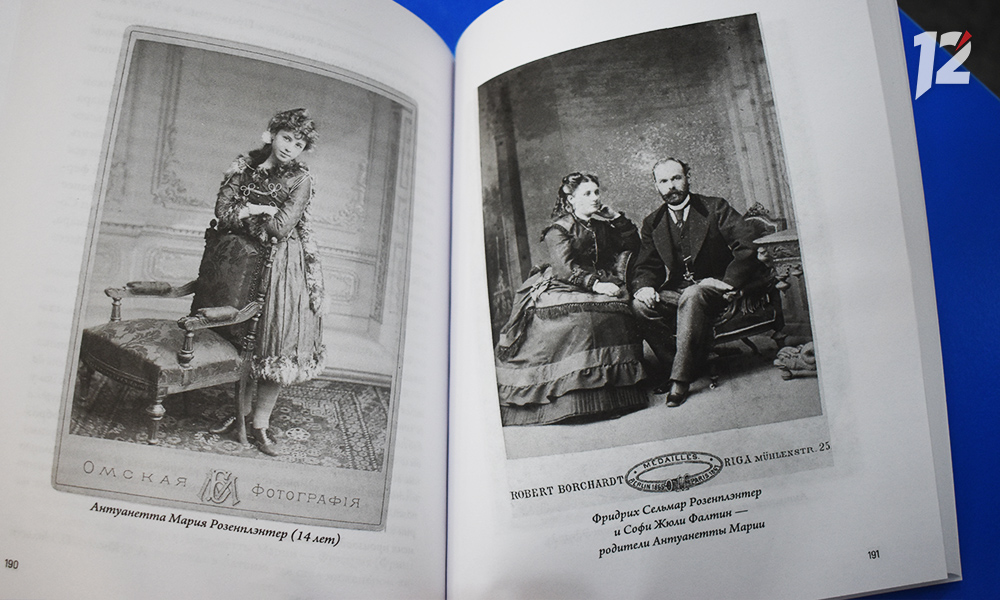 ОМСКАЯ ФОТОГРАФІЯ
Антуанетта Мария Розенплэнтер (14 лет)
190
12
ROBERT BORCHARDT
MEDAILLES.
RIGA MÜHLENSTR. 25
Фридрих Сельмар Розенплэнтер
и Софи Жюли Фалтин —
родители Антуанетты Марии
191